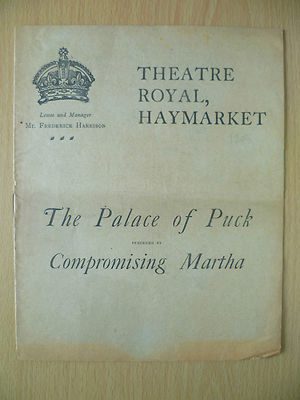 Lessee and Manager
Mr. Frederick Harrison
THEATRE
ROYAL,
HAYMARKET
The Palace of Puck
PRECEDED BY
Compromising Martha